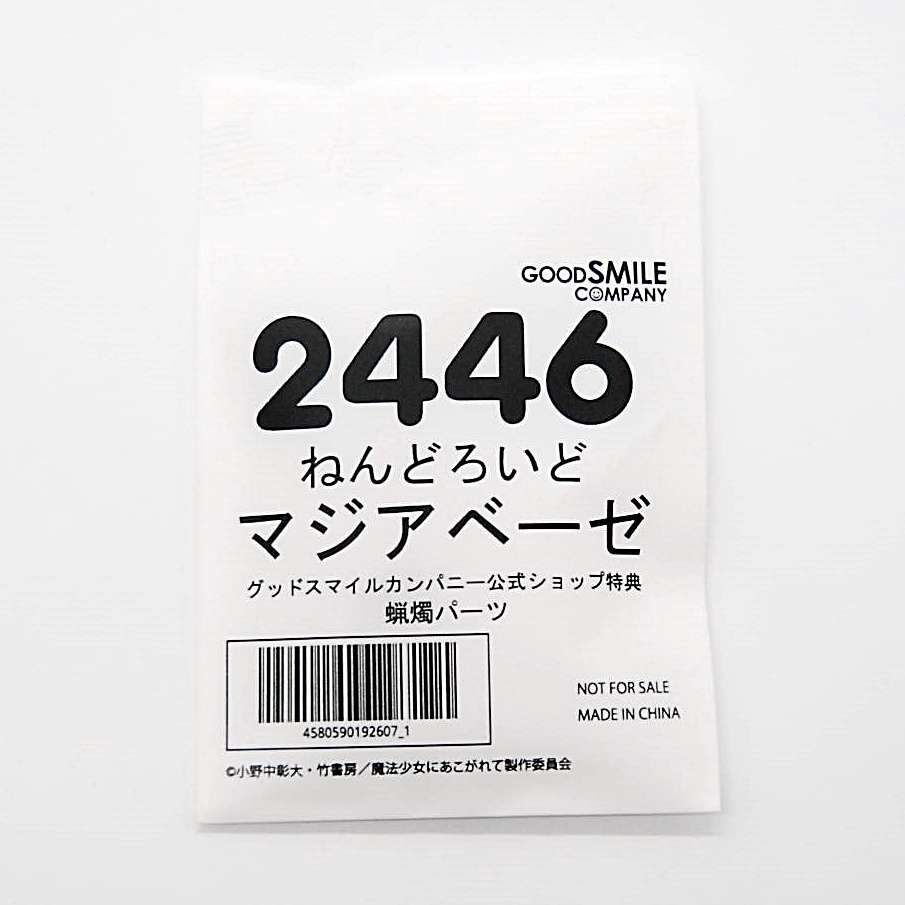 GOODSMILE
COMPANY
2446
ねんどろいど
マジアベーゼ
グッドスマイルカンパニー公式ショップ特典
蝋燭パーツ
4580590192607_1
NOT FOR SALE
MADE IN CHINA
©小野中彰大・竹書房／魔法少女にあこがれて製作委員会